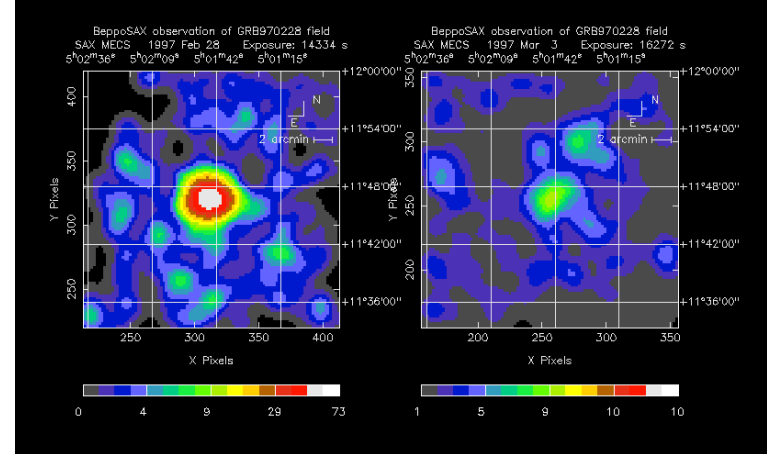 BeppoSAX observation of GRB970228 field
SAX MECS 1997 Feb 28 Exposure: 14334 s
5ʰ02ᵐ36ˢ 5ʰ02ᵐ09ˢ 5ʰ01ᵐ42ˢ 5ʰ01ᵐ15ˢ
+12°00'00"
+11°54'00"
+11°48'00"
+11°42'00"
+11°36'00"
N
E
2 arcmin
Y Pixels
400
350
300
250
250 300 350 400
X Pixels
0 4 9 29 73
BeppoSAX observation of GRB970228 field
SAX MECS 1997 Mar 3 Exposure: 16272 s
5ʰ02ᵐ36ˢ 5ʰ02ᵐ09ˢ 5ʰ01ᵐ42ˢ 5ʰ01ᵐ15ˢ
+12°00'00"
+11°54'00"
+11°48'00"
+11°42'00"
+11°36'00"
N
E
2 arcmin
Y Pixels
350
300
250
200
200 250 300 350
X Pixels
1 5 9 10 10